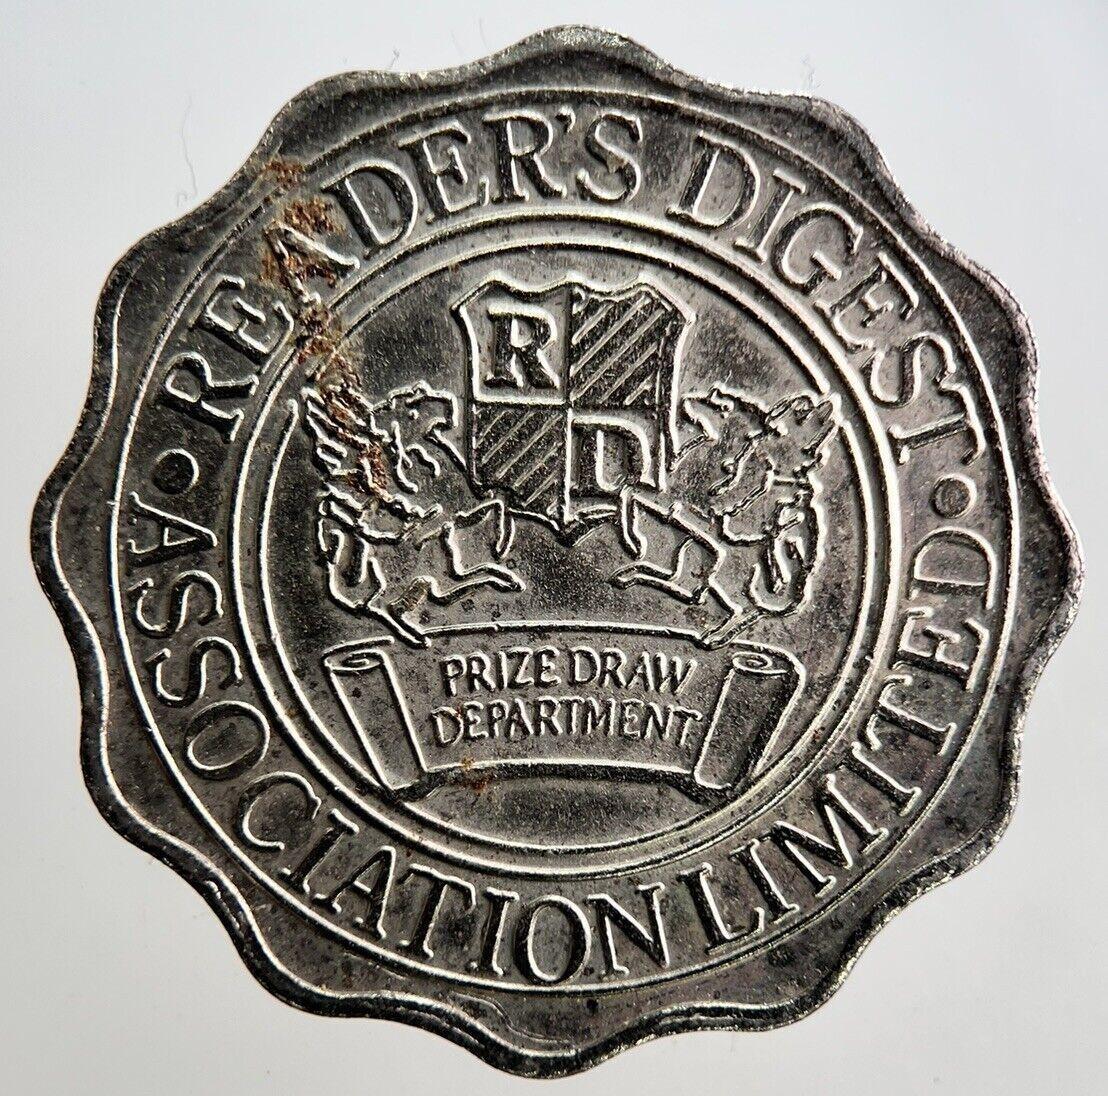 READER'S DIGEST
ASSOCIATION LIMITED
R
D
PRIZE DRAW
DEPARTMENT